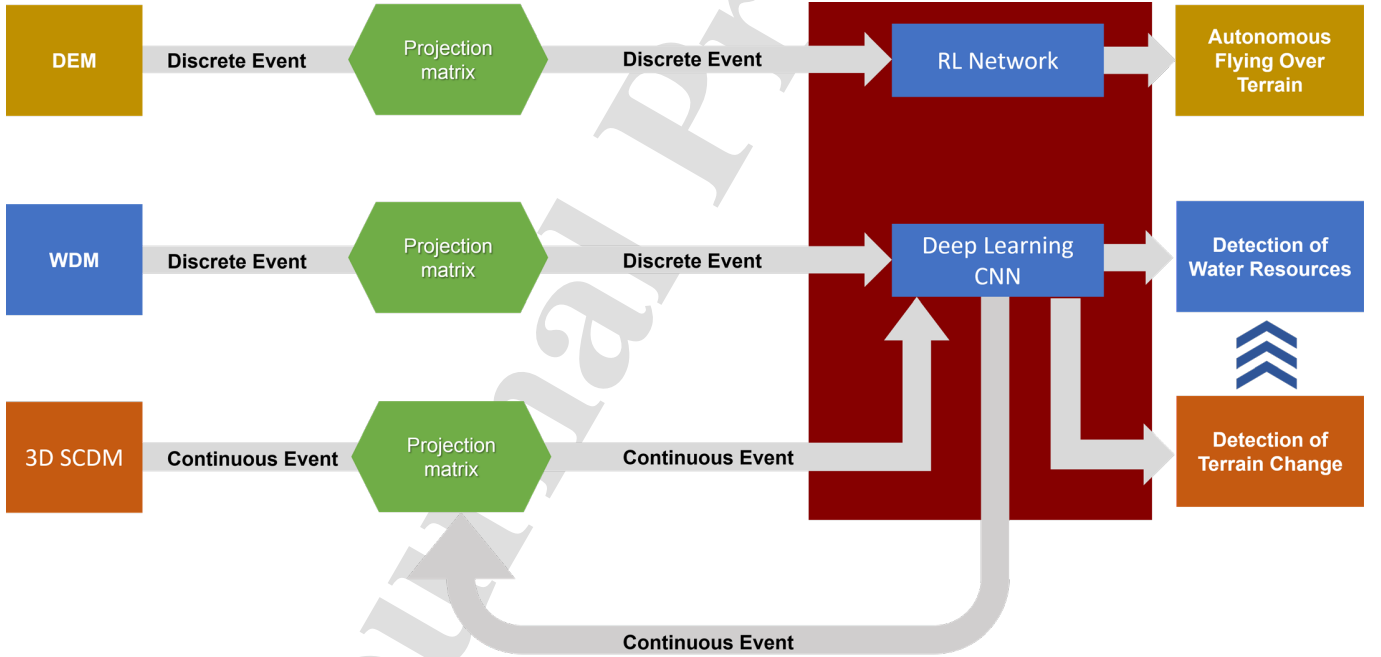 DEM
Discrete Event
Projection
matrix
Discrete Event
RL Network
Autonomous
Flying Over
Terrain
WDM
Discrete Event
Projection
matrix
Discrete Event
Deep Learning
CNN
Detection of
Water Resources
3D SCDM
Continuous Event
Projection
matrix
Continuous Event
Detection of
Terrain Change
Continuous Event